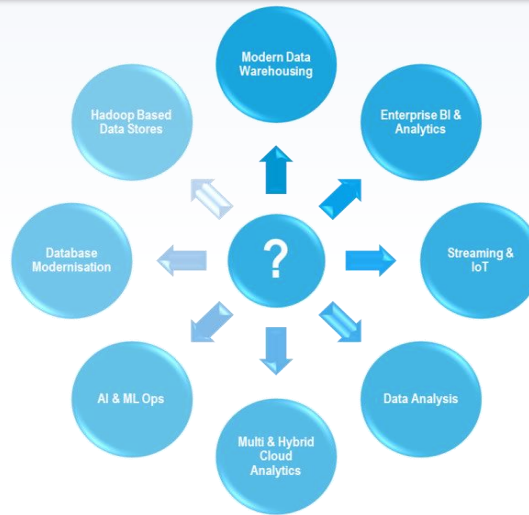 Modern Data
Warehousing
Hadoop Based
Data Stores
Enterprise BI &
Analytics
Database
Modernisation
?
Streaming &
IoT
AI & ML Ops
Data Analysis
Multi & Hybrid
Cloud
Analytics